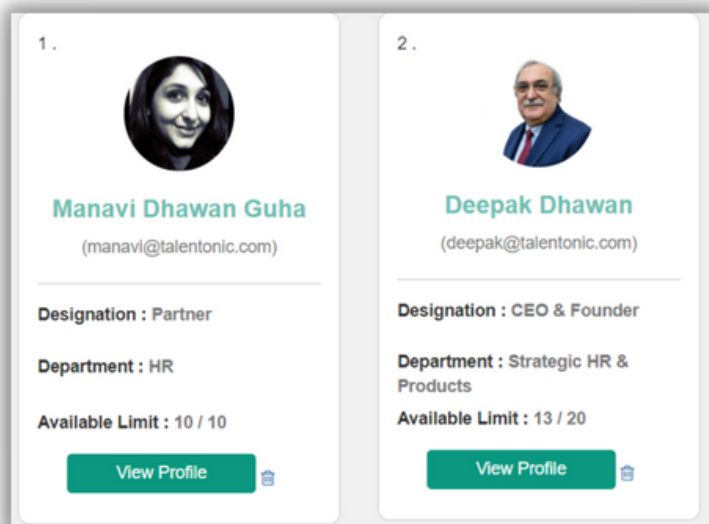 1 .
Manavi Dhawan Guha
(manavi@talentonic.com)
Designation : Partner
Department : HR
Available Limit : 10 / 10
View Profile
2 .
Deepak Dhawan
(deepak@talentonic.com)
Designation : CEO & Founder
Department : Strategic HR &
Products
Available Limit : 13 / 20
View Profile